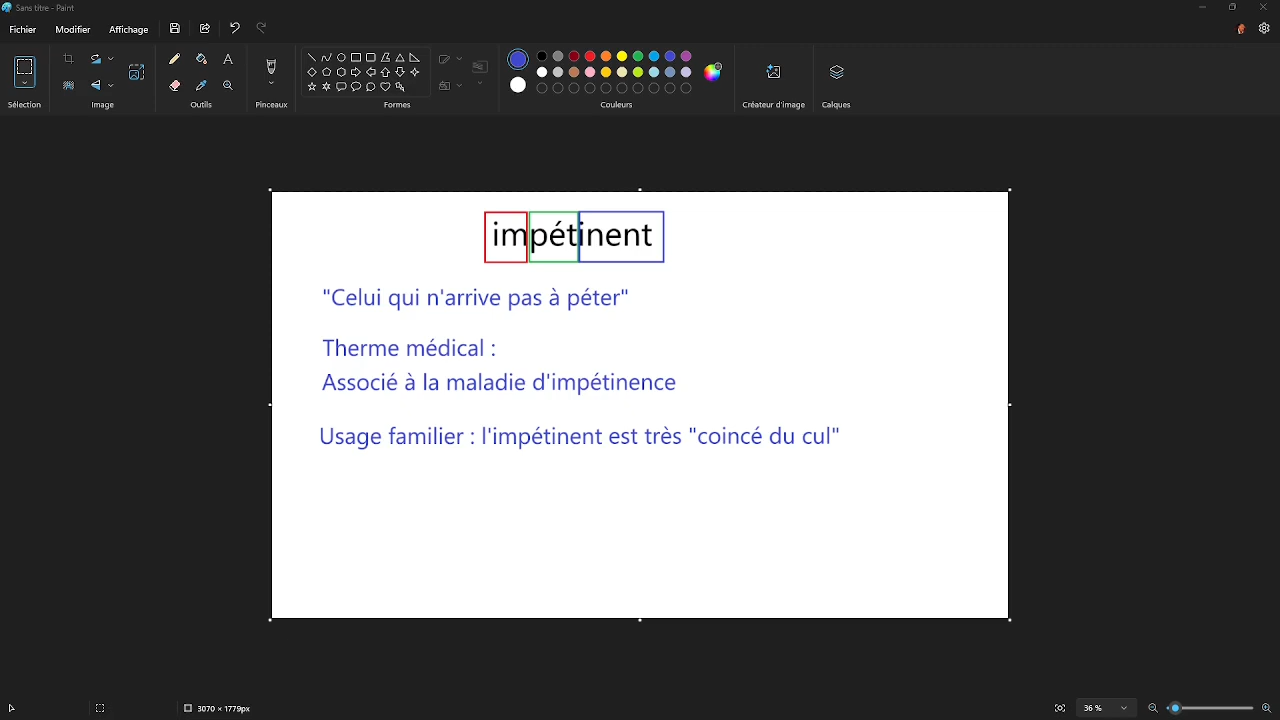 Sans titre - Paint
Fichier Modifier Affichage
Sélection Image Outils Pinceaux Formes Couleurs Créateur d'image Calques
impétinent
"Celui qui n'arrive pas à péter"
Therme médical :
Associé à la maladie d'impétinence
Usage familier : l'impétinent est très "coincé du cul"
3070 × 1779px 36 %